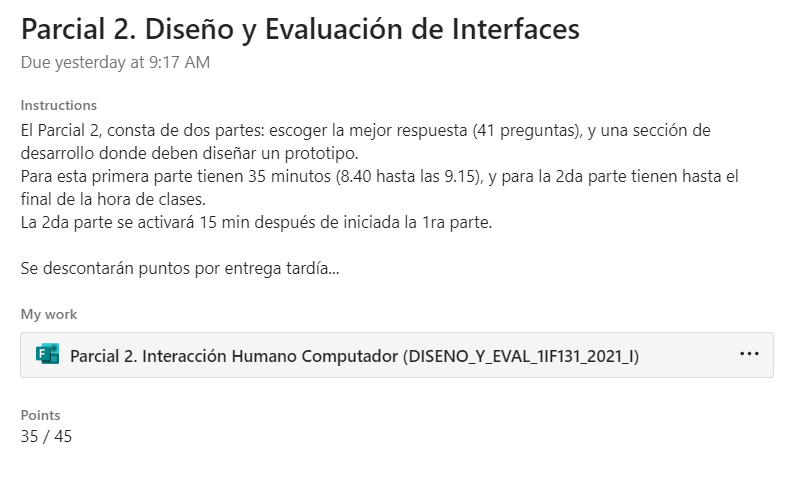 Parcial 2. Diseño y Evaluación de Interfaces
Due yesterday at 9:17 AM
Instructions
El Parcial 2, consta de dos partes: escoger la mejor respuesta (41 preguntas), y una sección de
desarrollo donde deben diseñar un prototipo.
Para esta primera parte tienen 35 minutos (8.40 hasta las 9.15), y para la 2da parte tienen hasta el
final de la hora de clases.
La 2da parte se activará 15 min después de iniciada la 1ra parte.
Se descontarán puntos por entrega tardía...
My work
F
Parcial 2. Interacción Humano Computador (DISENO_Y_EVAL_1IF131_2021_I)
Points
35 / 45